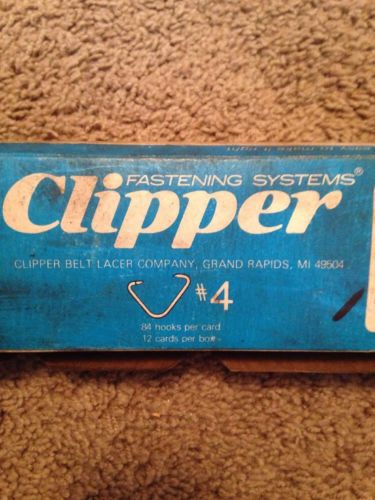 FASTENING SYSTEMS®
Clipper
CLIPPER BELT LACER COMPANY, GRAND RAPIDS, MI 49504
#4
84 hooks per card
12 cards per box